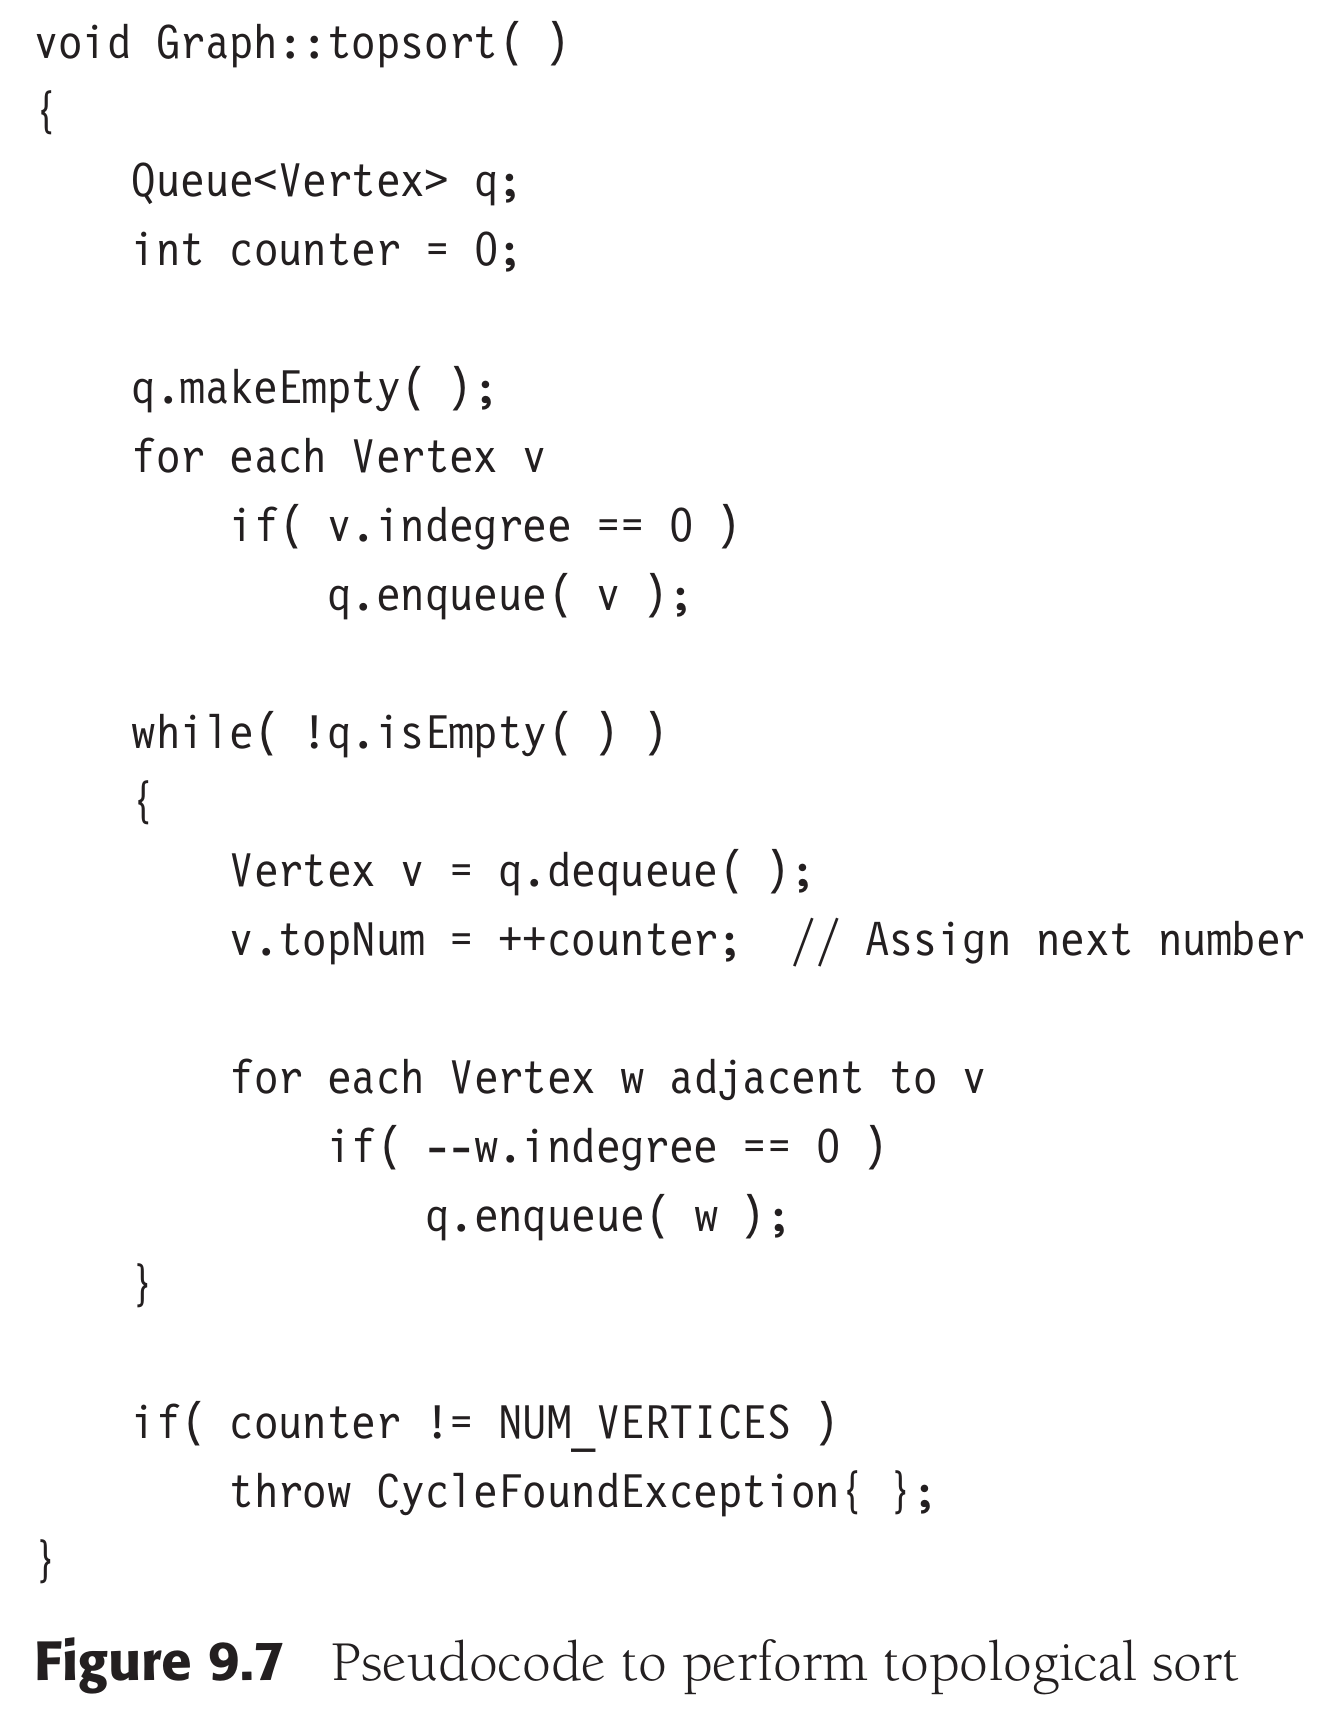 void Graph::topsort( )
{
    Queue<Vertex> q;
    int counter = 0;

    q.makeEmpty( );
    for each Vertex v
        if( v.indegree == 0 )
            q.enqueue( v );

    while( !q.isEmpty( ) )
    {
        Vertex v = q.dequeue( );
        v.topNum = ++counter;  // Assign next number

        for each Vertex w adjacent to v
            if( --w.indegree == 0 )
                q.enqueue( w );
    }

    if( counter != NUM_VERTICES )
        throw CycleFoundException{ };
}
Figure 9.7 Pseudocode to perform topological sort